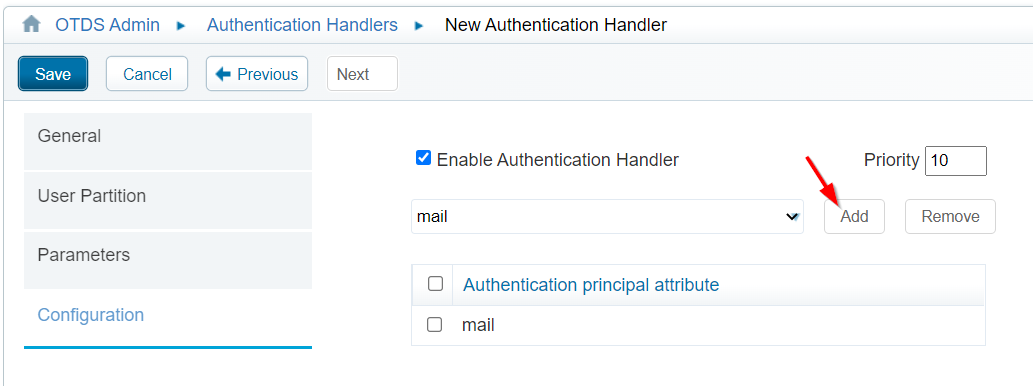 OTDS Admin Authentication Handlers New Authentication Handler
Save Cancel Previous Next
General
User Partition
Parameters
Configuration
Enable Authentication Handler Priority 10
mail Add Remove
Authentication principal attribute
mail